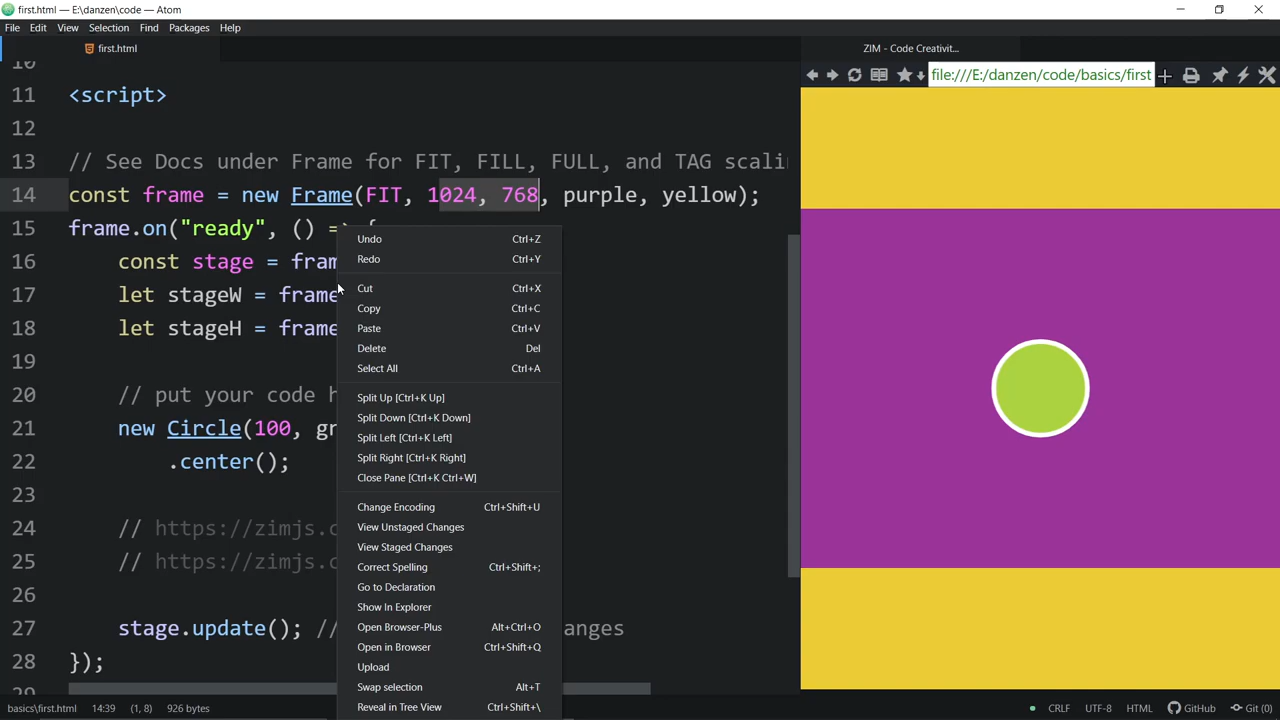 first.html — E:\danzen\code — Atom
File Edit View Selection Find Packages Help
first.html
ZIM - Code Creativit...
file:///E:/danzen/code/basics/first
10
11 <script>
12
13 // See Docs under Frame for FIT, FILL, FULL, and TAG scalin
14 const frame = new Frame(FIT, 1024, 768, purple, yellow);
15 frame.on("ready", () => {
16 const stage = fram
17 let stageW = frame
18 let stageH = frame
19
20 // put your code h
21 new Circle(100, gr
22 .center();
23
24 // https://zimjs.c
25 // https://zimjs.c
26
27 stage.update(); // anges
28 });
29
Undo Ctrl+Z
Redo Ctrl+Y
Cut Ctrl+X
Copy Ctrl+C
Paste Ctrl+V
Delete Del
Select All Ctrl+A
Split Up [Ctrl+K Up]
Split Down [Ctrl+K Down]
Split Left [Ctrl+K Left]
Split Right [Ctrl+K Right]
Close Pane [Ctrl+K Ctrl+W]
Change Encoding Ctrl+Shift+U
View Unstaged Changes
View Staged Changes
Correct Spelling Ctrl+Shift+;
Go to Declaration
Show In Explorer
Open Browser-Plus Alt+Ctrl+O
Open in Browser Ctrl+Shift+Q
Upload
Swap selection Alt+T
Reveal in Tree View Ctrl+Shift+\
basics\first.html 14:39 (1, 8) 926 bytes
CRLF UTF-8 HTML GitHub Git (0)